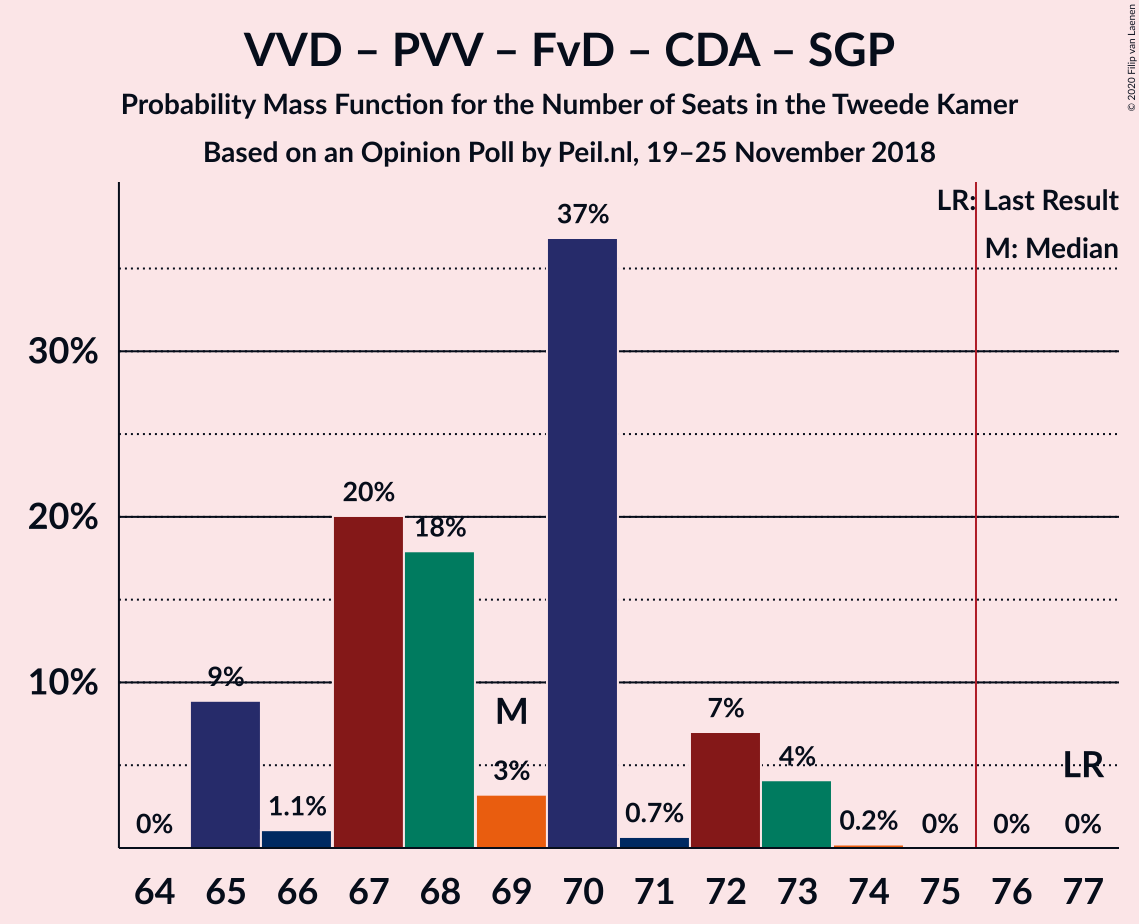 VVD – PVV – FvD – CDA – SGP
Probability Mass Function for the Number of Seats in the Tweede Kamer
Based on an Opinion Poll by Peil.nl, 19–25 November 2018
© 2020 Filip van Laenen
LR: Last Result
M: Median
37%
30%
20%
20%
18%
10%
9%
M
7%
LR
3%
4%
0%
1.1%
0.7%
0.2%
0%
0%
0%
64 65 66 67 68 69 70 71 72 73 74 75 76 77